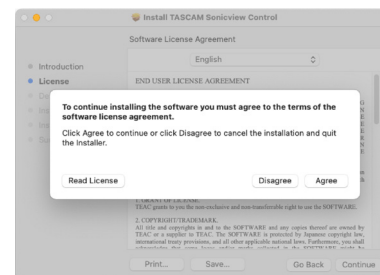 Install TASCAM Sonicview Control
Software License Agreement
English
Introduction
License
END USER LICENSE AGREEMENT
To continue installing the software you must agree to the terms of the
software license agreement.
Click Agree to continue or click Disagree to cancel the installation and quit
the Installer.
Read License
Disagree
Agree
1. GRANT OF LICENSE.
TEAC grants to you the non-exclusive and non-transferable right to use the SOFTWARE.
2. COPYRIGHT/TRADEMARK.
All title and copyrights in and to the SOFTWARE and any copies thereof are owned by
TEAC or a supplier to TEAC. The SOFTWARE is protected by Japanese copyright law,
international treaty provisions, and all other applicable national laws. Furthermore, you shall
Print...
Save...
Go Back
Continue